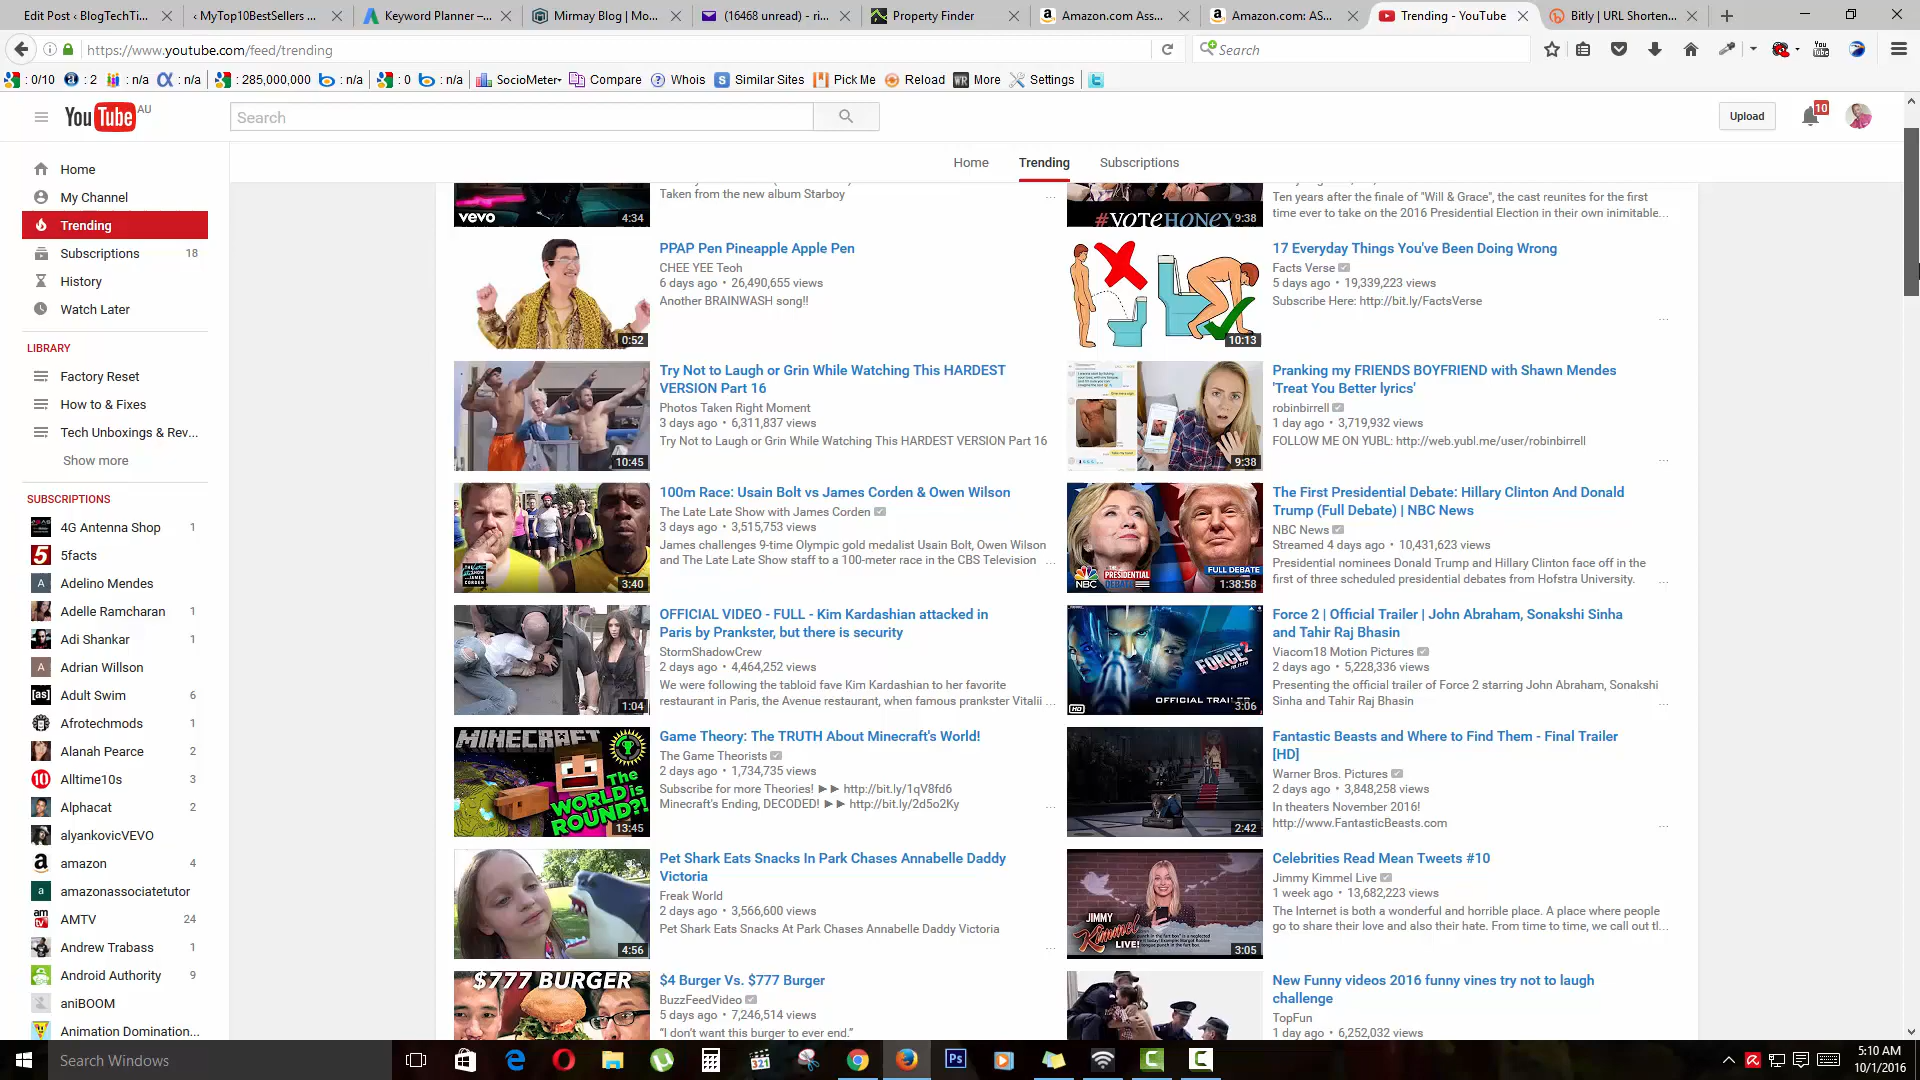 Edit Post ‹ BlogTechTi...
‹ MyTop10BestSellers ...
Keyword Planner –...
Mirmay Blog | Mo...
(16468 unread) - ri...
Property Finder
Amazon.com Ass...
Amazon.com: AS...
Trending - YouTube
Bitly | URL Shorten...
https://www.youtube.com/feed/trending
Search
: 0/10
: 2
: n/a
: n/a
: 285,000,000
: n/a
: 0
: n/a
SocioMeter
Compare
Whois
Similar Sites
Pick Me
Reload
More
Settings
YouTube AU
Search
Upload
10
Home
Trending
Subscriptions
Home
My Channel
Trending
Subscriptions 18
History
Watch Later
LIBRARY
Factory Reset
How to & Fixes
Tech Unboxings & Rev...
Show more
SUBSCRIPTIONS
4G Antenna Shop 1
5facts
Adelino Mendes
Adelle Ramcharan 1
Adi Shankar 1
Adrian Willson
Adult Swim 6
Afrotechmods 1
Alanah Pearce 2
Alltime10s 3
Alphacat 2
alyankovicVEVO
amazon 4
amazonassociatetutor
AMTV 24
Andrew Trabass 1
Android Authority 9
aniBOOM
Animation Domination...
vevo
4:34
Taken from the new album Starboy
...
#VOTEHONEY
9:38
Ten years after the finale of "Will & Grace", the cast reunites for the first
time ever to take on the 2016 Presidential Election in their own inimitable...
0:52
PPAP Pen Pineapple Apple Pen
CHEE YEE Teoh
6 days ago • 26,490,655 views
Another BRAINWASH song!!
10:13
17 Everyday Things You've Been Doing Wrong
Facts Verse
5 days ago • 19,339,223 views
Subscribe Here: http://bit.ly/FactsVerse
...
10:45
Try Not to Laugh or Grin While Watching This HARDEST
VERSION Part 16
Photos Taken Right Moment
3 days ago • 6,311,837 views
Try Not to Laugh or Grin While Watching This HARDEST VERSION Part 16
9:38
Pranking my FRIENDS BOYFRIEND with Shawn Mendes
'Treat You Better lyrics'
robinbirrell
1 day ago • 3,719,932 views
FOLLOW ME ON YUBL: http://web.yubl.me/user/robinbirrell
...
THE LATE LATE SHOW JAMES CORDEN
3:40
100m Race: Usain Bolt vs James Corden & Owen Wilson
The Late Late Show with James Corden
3 days ago • 3,515,753 views
James challenges 9-time Olympic gold medalist Usain Bolt, Owen Wilson
and The Late Late Show staff to a 100-meter race in the CBS Television ...
NBC
PRESIDENTIAL DEBATE
FULL DEBATE
1:38:58
The First Presidential Debate: Hillary Clinton And Donald
Trump (Full Debate) | NBC News
NBC News
Streamed 4 days ago • 10,431,623 views
Presidential nominees Donald Trump and Hillary Clinton face off in the
first of three scheduled presidential debates from Hofstra University. ...
1:04
OFFICIAL VIDEO - FULL - Kim Kardashian attacked in
Paris by Prankster, but there is security
StormShadowCrew
2 days ago • 4,464,252 views
We were following the tabloid fave Kim Kardashian to her favorite
restaurant in Paris, the Avenue restaurant, when famous prankster Vitalii ...
FORCE 2
OFFICIAL TRAI
HD
3:06
Force 2 | Official Trailer | John Abraham, Sonakshi Sinha
and Tahir Raj Bhasin
Viacom18 Motion Pictures
2 days ago • 5,228,336 views
Presenting the official trailer of Force 2 starring John Abraham, Sonakshi
Sinha and Tahir Raj Bhasin ...
MINECRAFT
The
WORLD is
ROUND?!
13:45
Game Theory: The TRUTH About Minecraft's World!
The Game Theorists
2 days ago • 1,734,735 views
Subscribe for more Theories! ►► http://bit.ly/1qV8fd6
Minecraft's Ending, DECODED! ►► http://bit.ly/2d5o2Ky ...
2:42
Fantastic Beasts and Where to Find Them - Final Trailer
[HD]
Warner Bros. Pictures
2 days ago • 3,848,258 views
In theaters November 2016!
http://www.FantasticBeasts.com ...
4:56
Pet Shark Eats Snacks In Park Chases Annabelle Daddy
Victoria
Freak World
2 days ago • 3,566,600 views
Pet Shark Eats Snacks At Park Chases Annabelle Daddy Victoria
...
JIMMY
Kimmel
LIVE!
3:05
Celebrities Read Mean Tweets #10
Jimmy Kimmel Live
1 week ago • 13,682,223 views
The Internet is both a wonderful and horrible place. A place where people
go to share their love and also their hate. From time to time, we call out tl...
$777 BURGER
$4 Burger Vs. $777 Burger
BuzzFeedVideo
5 days ago • 7,246,514 views
"I don't want this burger to ever end."
New Funny videos 2016 funny vines try not to laugh
challenge
TopFun
1 day ago • 6,252,032 views
Search Windows
5:10 AM
10/1/2016